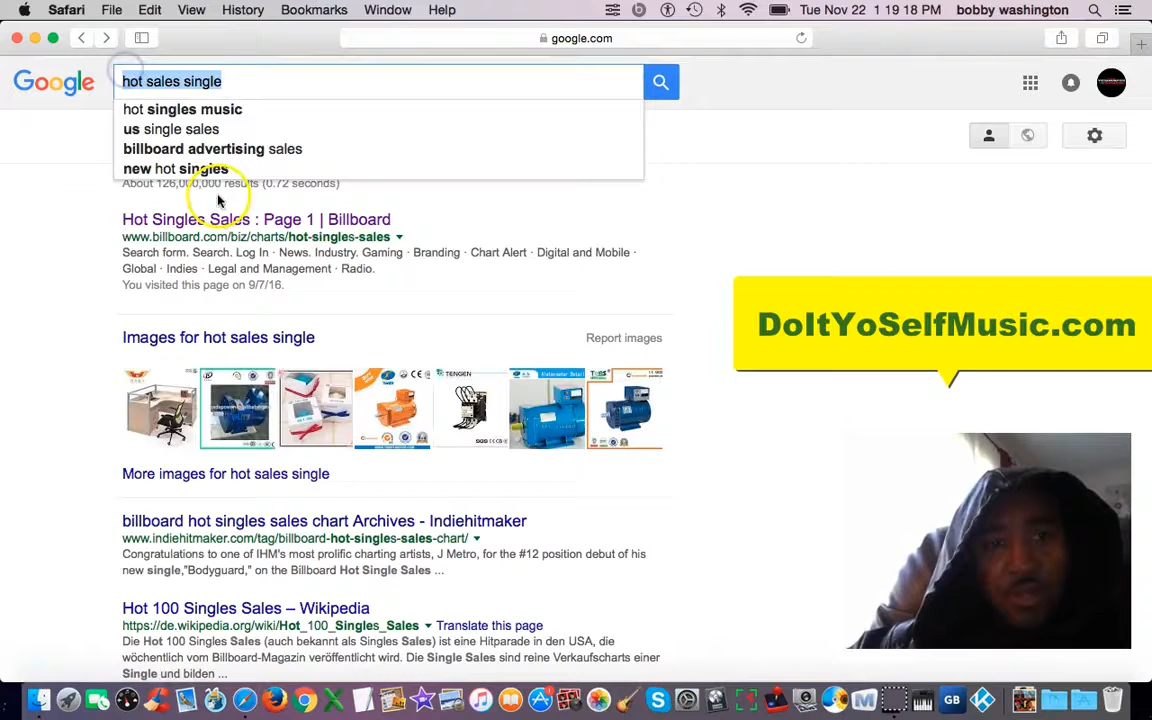 Safari File Edit View History Bookmarks Window Help Tue Nov 22 1:19:18 PM bobby washington
google.com
Google hot sales single
hot singles music
us single sales
billboard advertising sales
new hot singles
About 126,000,000 results (0.72 seconds)
Hot Singles Sales : Page 1 | Billboard
www.billboard.com/biz/charts/hot-singles-sales
Search form. Search. Log In · News. Industry. Gaming · Branding · Chart Alert · Digital and Mobile ·
Global · Indies · Legal and Management · Radio.
You visited this page on 9/7/16.
DoItYoSelfMusic.com
Images for hot sales single Report images
TENGEN
More images for hot sales single
billboard hot singles sales chart Archives - Indiehitmaker
www.indiehitmaker.com/tag/billboard-hot-singles-sales-chart/
Congratulations to one of IHM's most prolific charting artists, J Metro, for the #12 position debut of his
new single,"Bodyguard," on the Billboard Hot Single Sales ...
Hot 100 Singles Sales – Wikipedia
https://de.wikipedia.org/wiki/Hot_100_Singles_Sales Translate this page
Die Hot 100 Singles Sales (auch bekannt als Singles Sales) ist eine Hitparade in den USA, die
wöchentlich vom Billboard-Magazin veröffentlicht wird. Die Single Sales sind reine Verkaufscharts einer
Single und bilden ...
GB